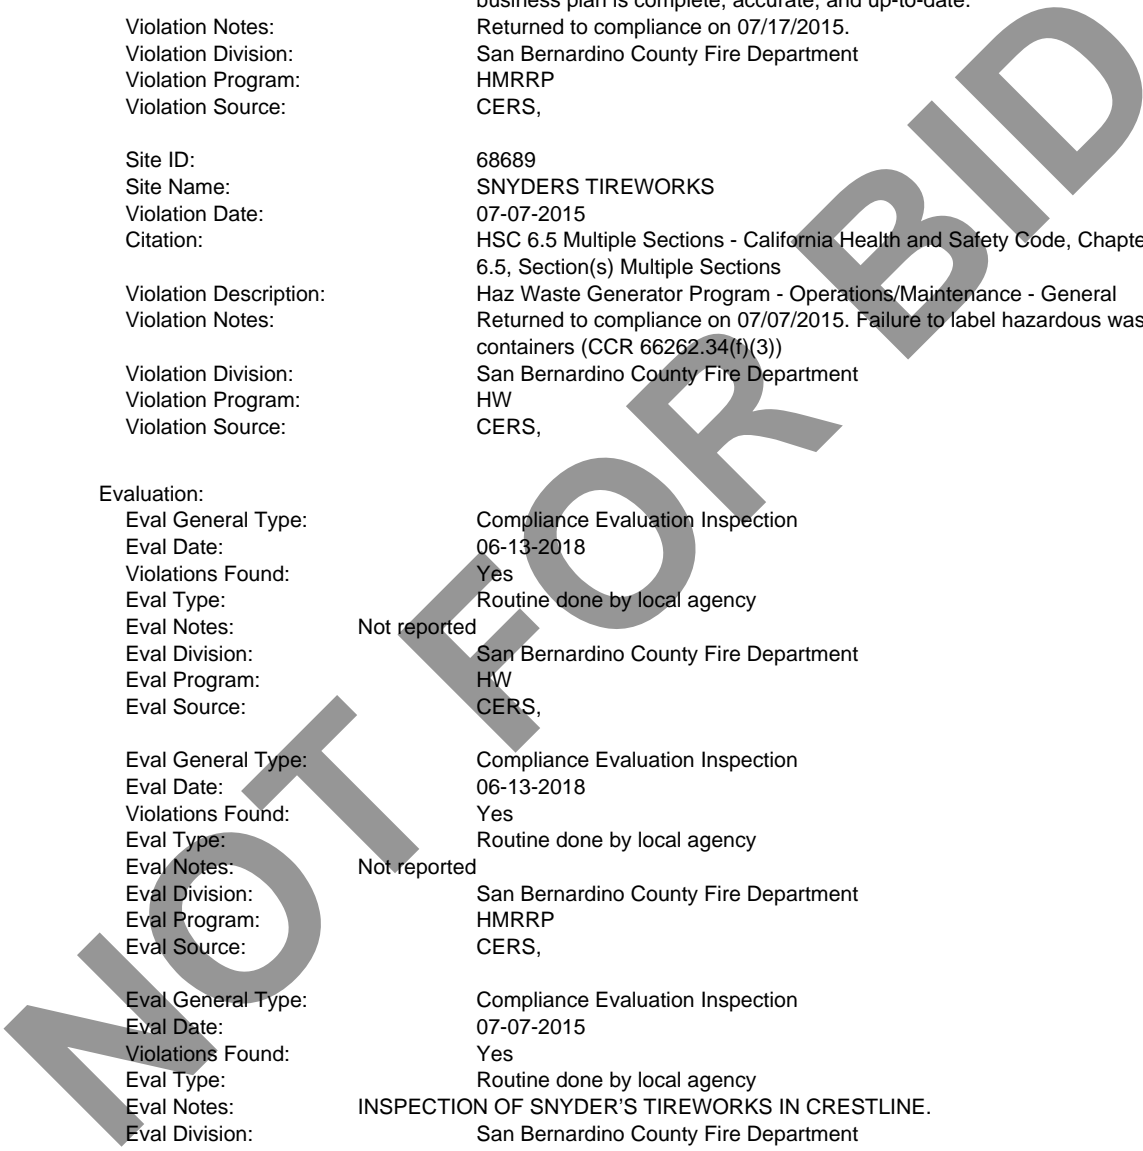 business plan is complete, accurate, and up-to-date.
Violation Notes: Returned to compliance on 07/17/2015.
Violation Division: San Bernardino County Fire Department
Violation Program: HMRRP
Violation Source: CERS,
Site ID: 68689
Site Name: SNYDERS TIREWORKS
Violation Date: 07-07-2015
Citation: HSC 6.5 Multiple Sections - California Health and Safety Code, Chapte
6.5, Section(s) Multiple Sections
Violation Description: Haz Waste Generator Program - Operations/Maintenance - General
Violation Notes: Returned to compliance on 07/07/2015. Failure to label hazardous was
containers (CCR 66262.34(f)(3))
Violation Division: San Bernardino County Fire Department
Violation Program: HW
Violation Source: CERS,
Evaluation:
Eval General Type: Compliance Evaluation Inspection
Eval Date: 06-13-2018
Violations Found: Yes
Eval Type: Routine done by local agency
Eval Notes: Not reported
Eval Division: San Bernardino County Fire Department
Eval Program: HW
Eval Source: CERS,
Eval General Type: Compliance Evaluation Inspection
Eval Date: 06-13-2018
Violations Found: Yes
Eval Type: Routine done by local agency
Eval Notes: Not reported
Eval Division: San Bernardino County Fire Department
Eval Program: HMRRP
Eval Source: CERS,
Eval General Type: Compliance Evaluation Inspection
Eval Date: 07-07-2015
Violations Found: Yes
Eval Type: Routine done by local agency
Eval Notes: INSPECTION OF SNYDER'S TIREWORKS IN CRESTLINE.
Eval Division: San Bernardino County Fire Department
NOT FOR BID